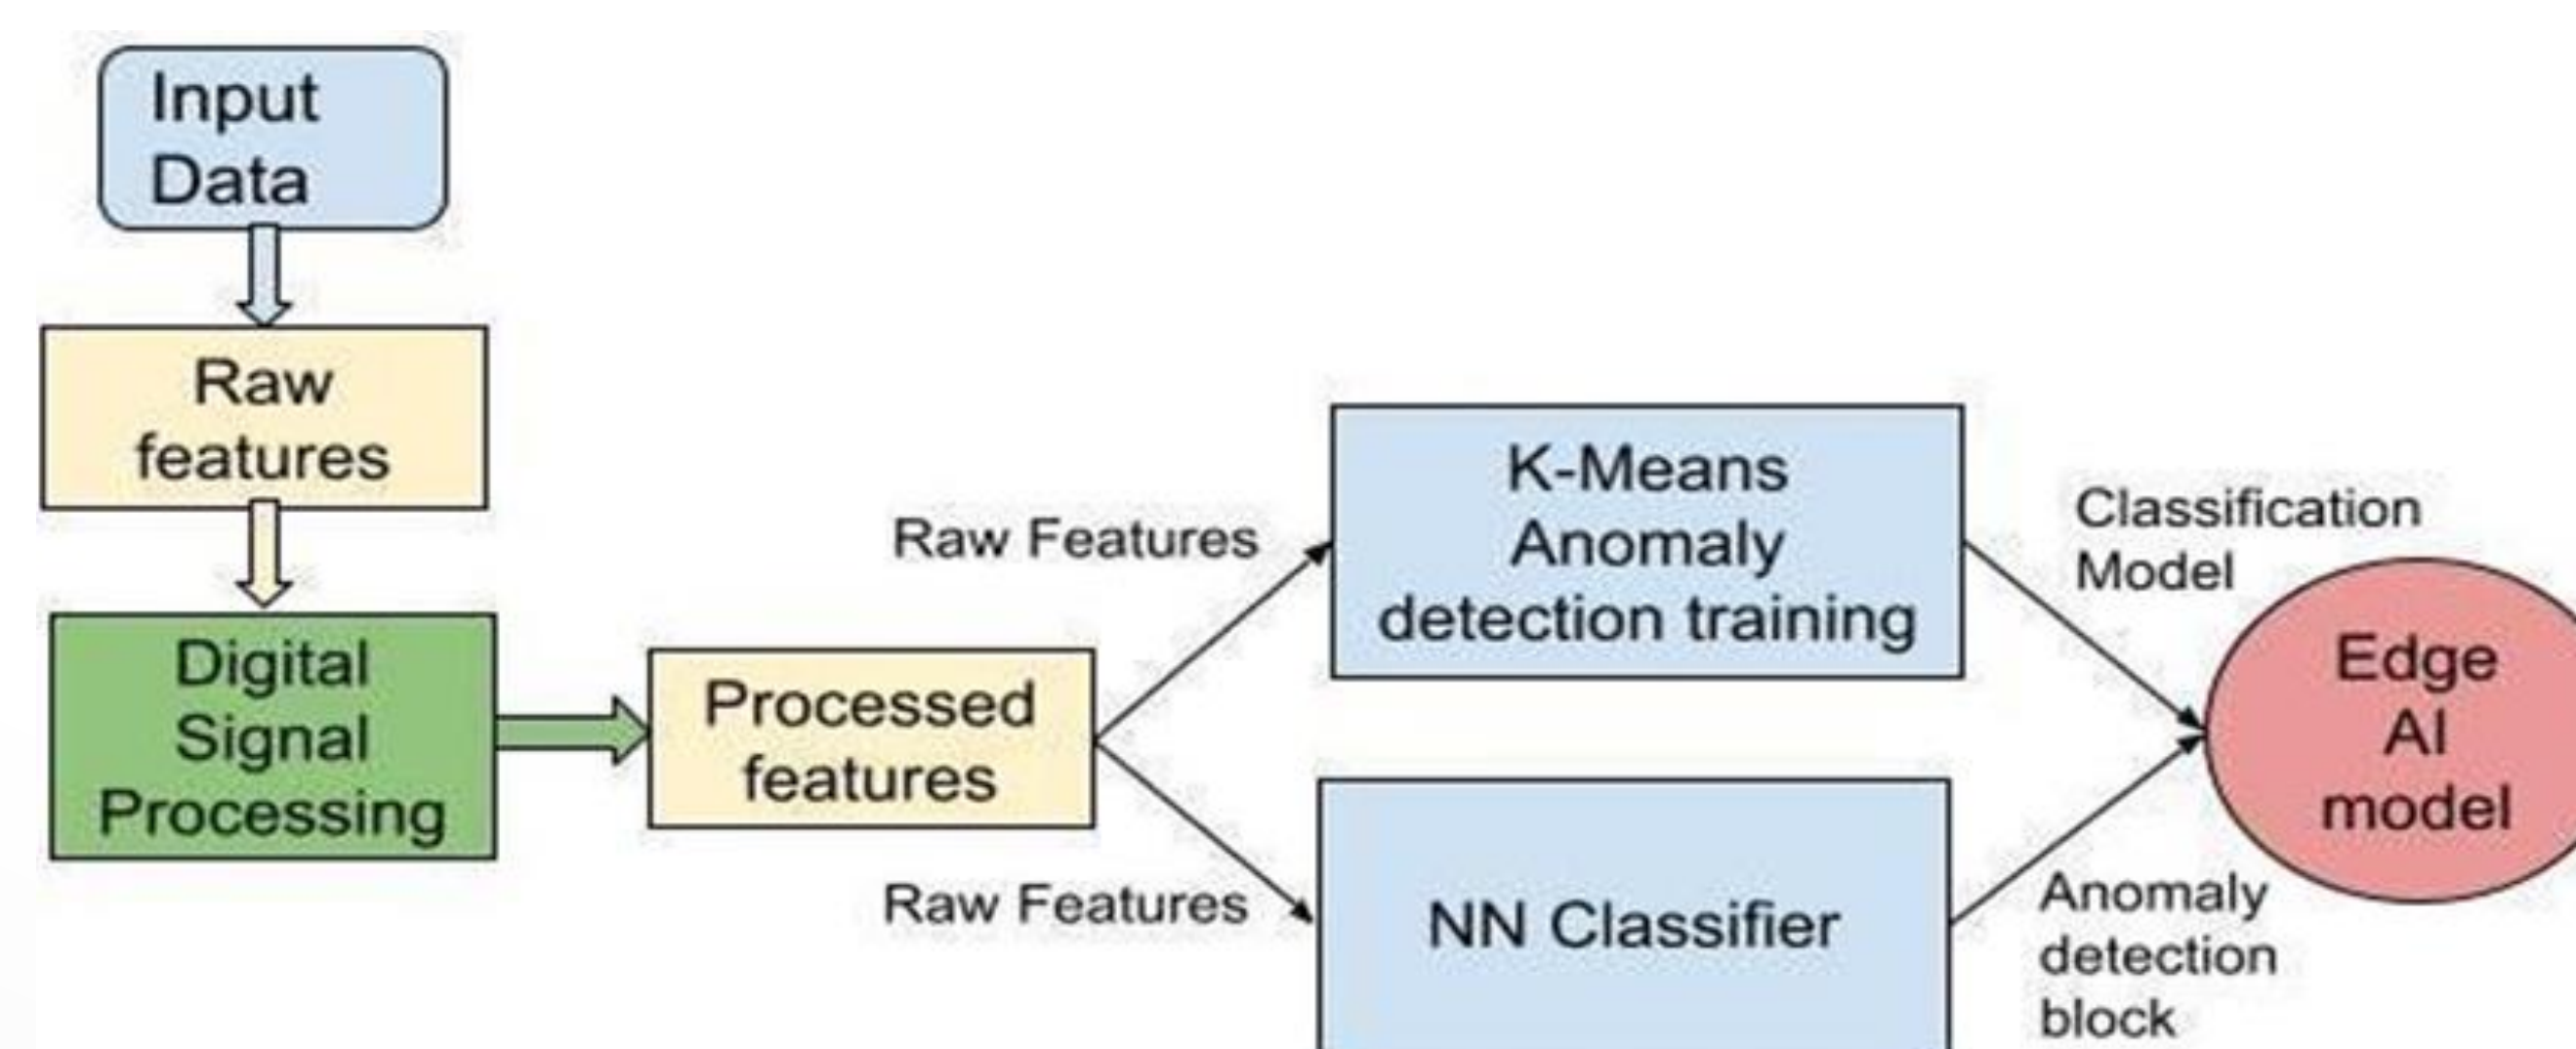 Input
Data
Raw
features
Digital
Signal
Processing
Processed
features
Raw Features
Raw Features
K-Means
Anomaly
detection training
NN Classifier
Classification
Model
Anomaly
detection
block
Edge
AI
model